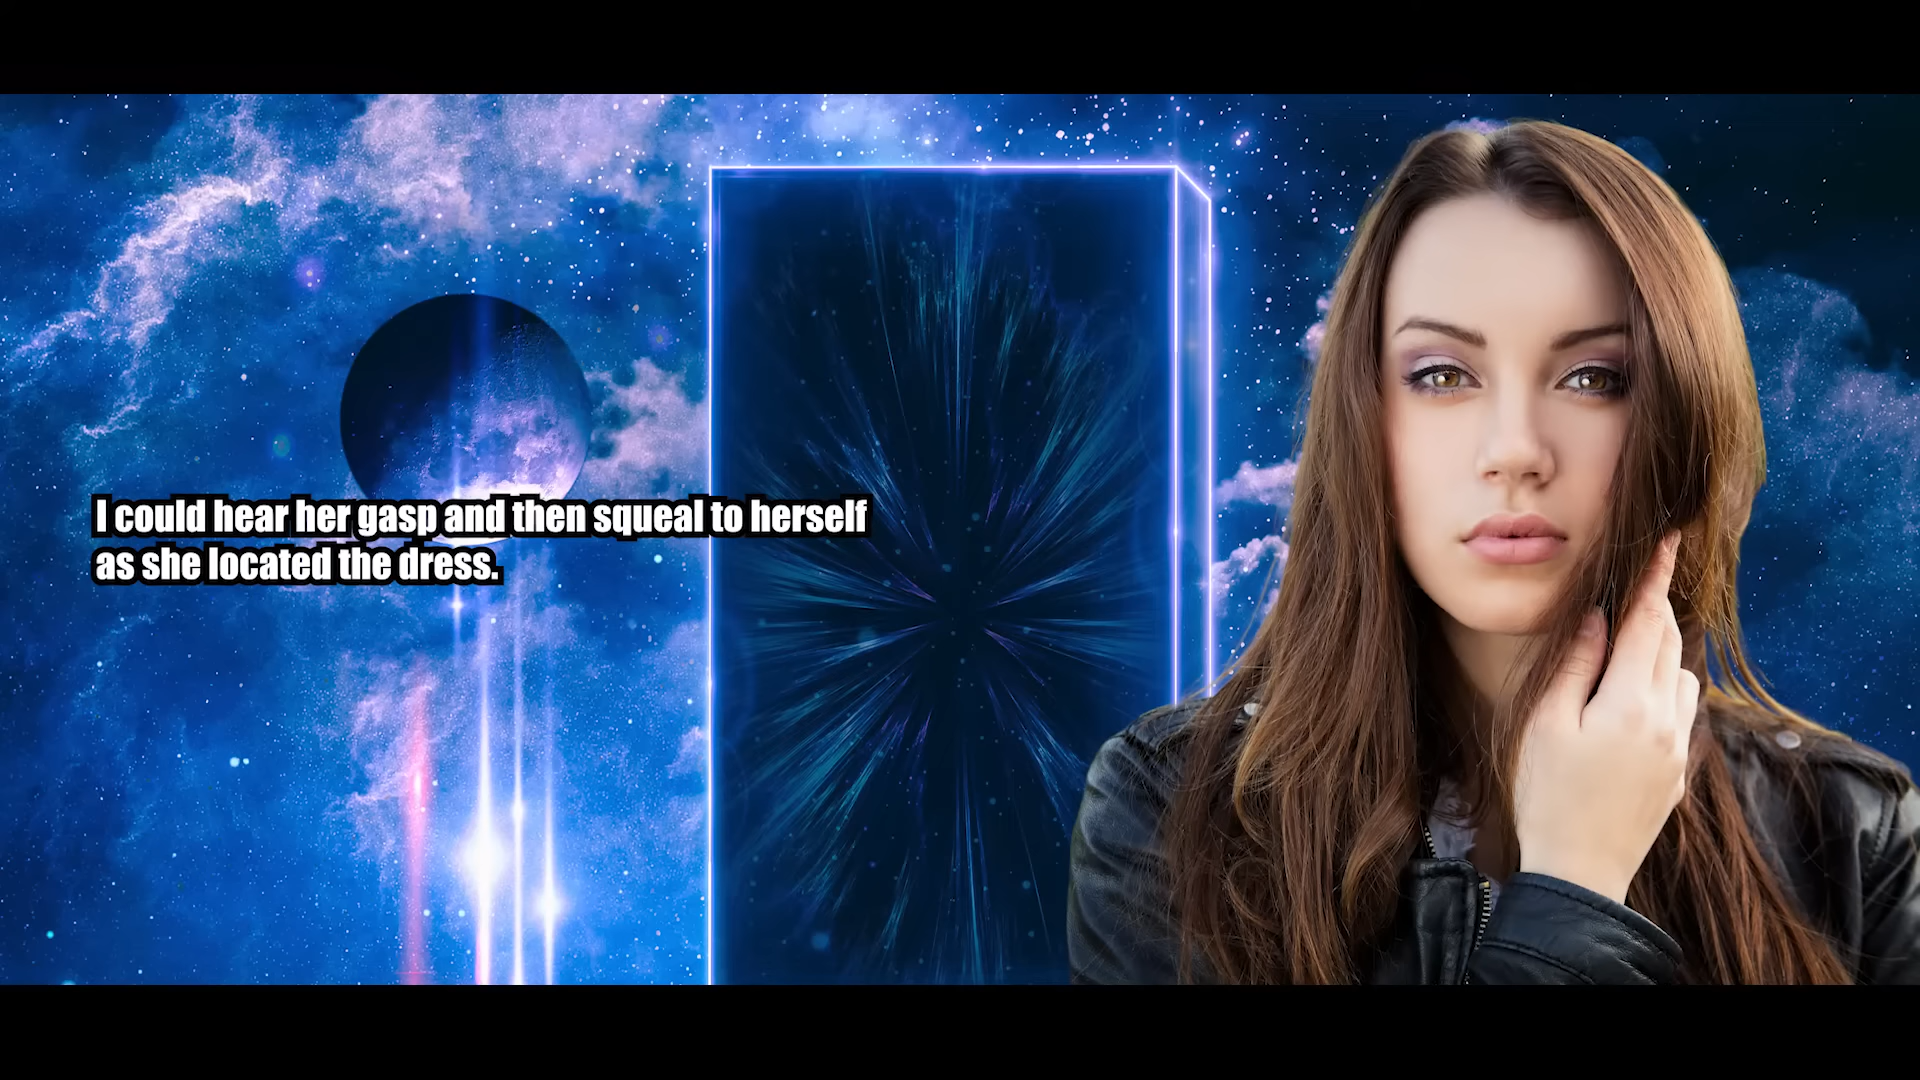 I could hear her gasp and then squeal to herself
as she located the dress.